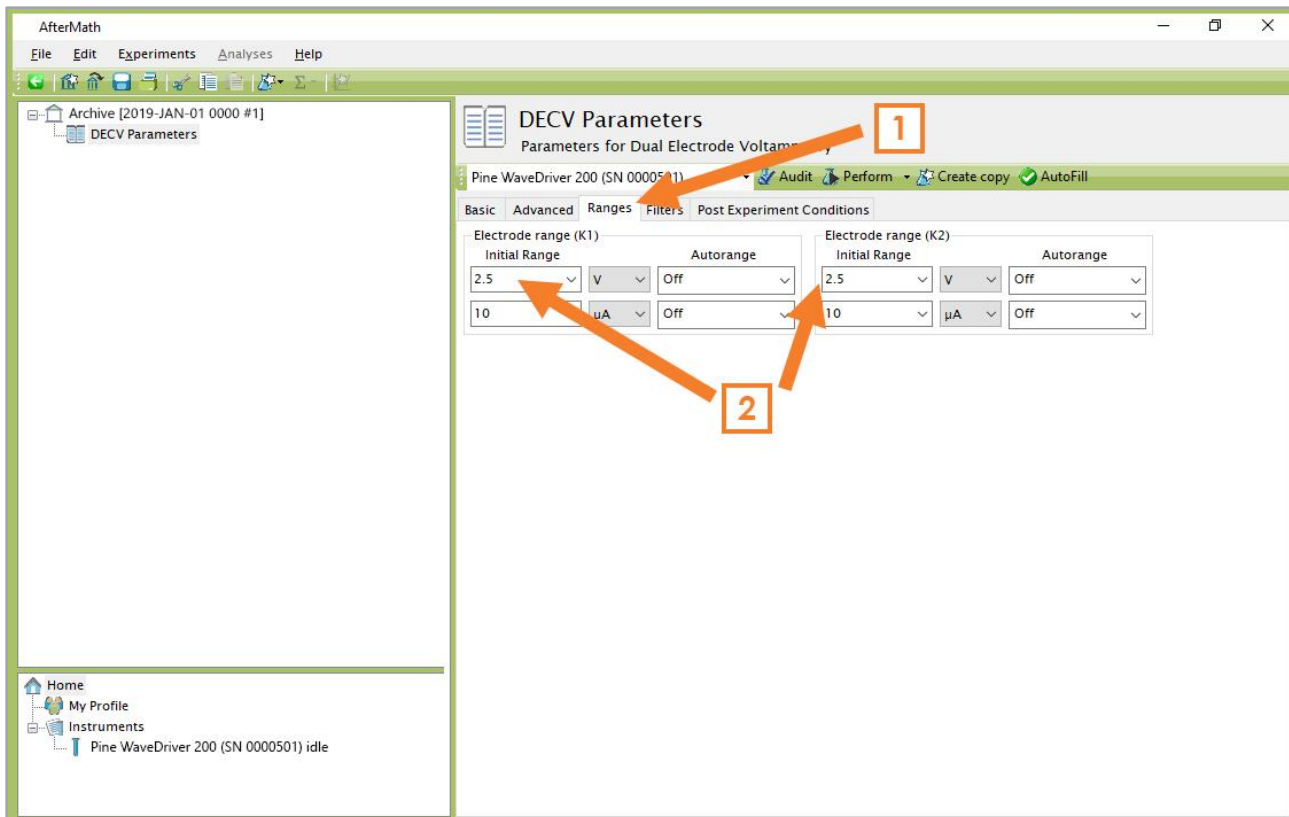 AfterMath
File Edit Experiments Analyses Help
Archive [2019-JAN-01 0000 #1]
DECV Parameters
DECV Parameters
Parameters for Dual Electrode
1
Pine WaveDriver 200 (SN Audit Perform Create copy AutoFill
Basic Advanced Ranges Filters Post Experiment Conditions
Electrode range (K1) Electrode range (K2)
Initial Range Autorange Initial Range Autorange
2.5 V Off 2.5 V Off
10 µA Off 10 µA Off
2
Home
My Profile
Instruments
Pine WaveDriver 200 (SN 0000501) idle